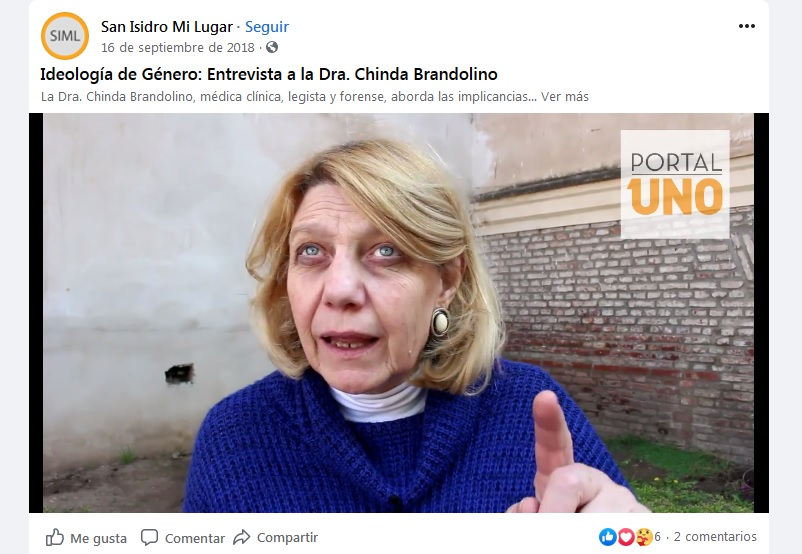 SIML
San Isidro Mi Lugar · Seguir
16 de septiembre de 2018 ·
Ideología de Género: Entrevista a la Dra. Chinda Brandolino
La Dra. Chinda Brandolino, médica clínica, legista y forense, aborda las implicancias... Ver más
PORTAL
UNO
Me gusta Comentar Compartir 6 · 2 comentarios